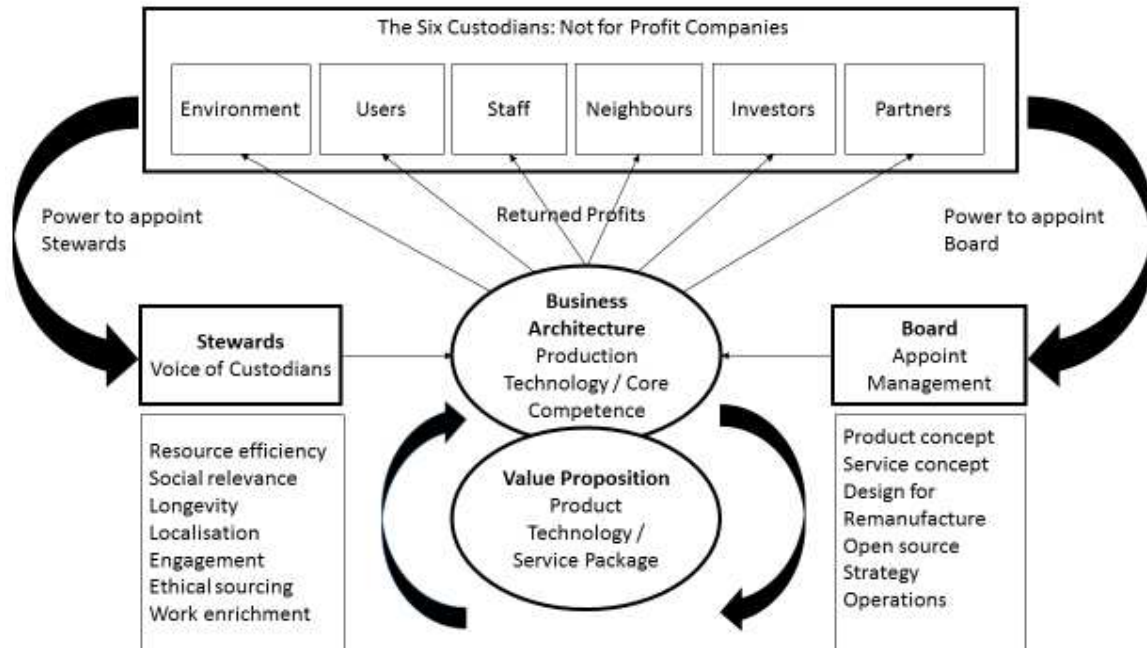 The Six Custodians: Not for Profit Companies
Environment
Users
Staff
Neighbours
Investors
Partners
Power to appoint
Stewards
Returned Profits
Power to appoint
Board
Stewards
Voice of Custodians
Business
Architecture
Production
Technology / Core
Competence
Board
Appoint
Management
Resource efficiency
Social relevance
Longevity
Localisation
Engagement
Ethical sourcing
Work enrichment
Value Proposition
Product
Technology /
Service Package
Product concept
Service concept
Design for
Remanufacture
Open source
Strategy
Operations